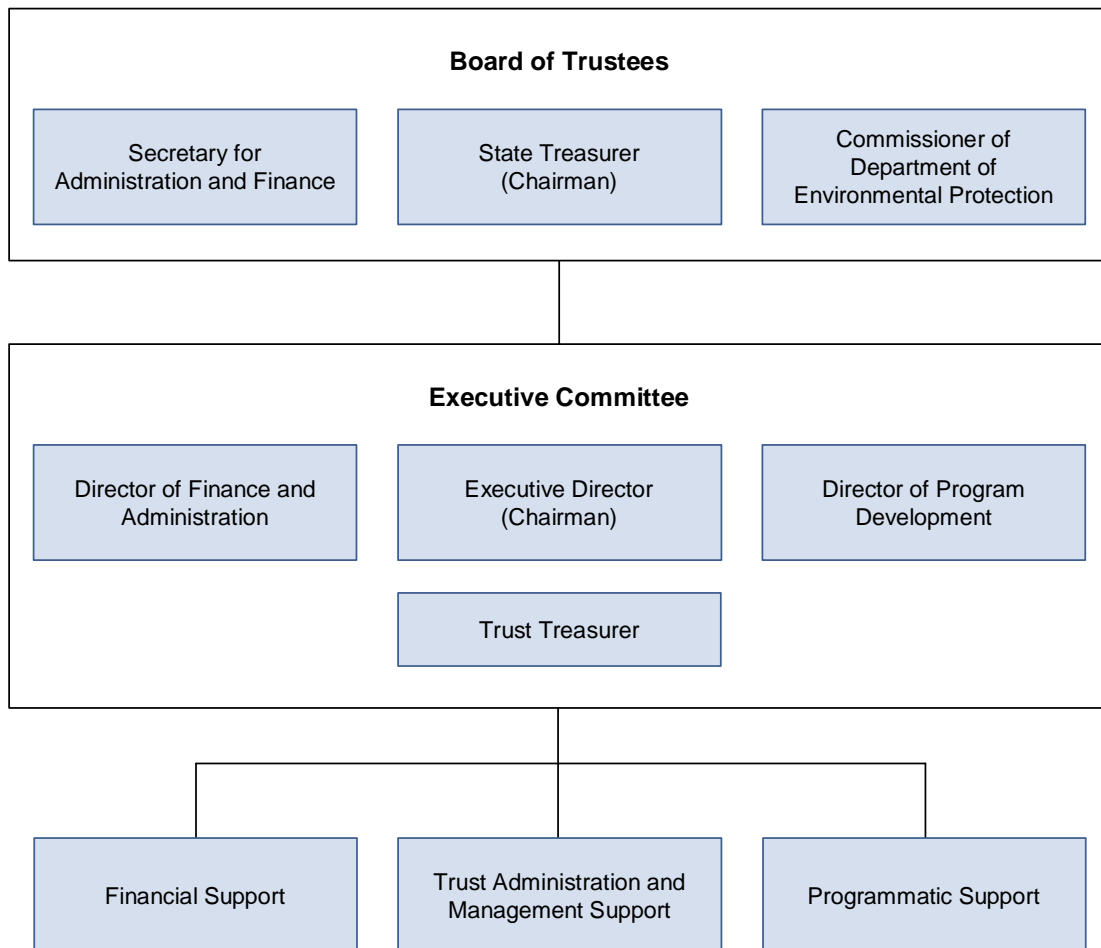 Board of Trustees
Secretary for
Administration and Finance
State Treasurer
(Chairman)
Commissioner of
Department of
Environmental Protection
Executive Committee
Director of Finance and
Administration
Executive Director
(Chairman)
Director of Program
Development
Trust Treasurer
Financial Support
Trust Administration and
Management Support
Programmatic Support